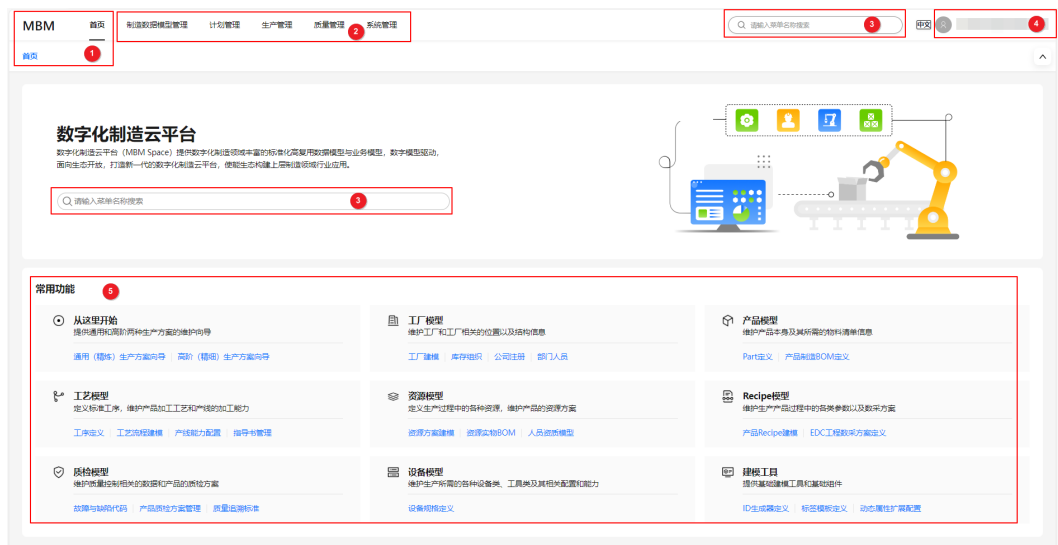 MBM 首页 制造数据模型管理 计划管理 生产管理 质量管理 系统管理 请输入菜单名称搜索 中文
2 3 4
首页 1
数字化制造云平台
数字化制造云平台（MBM Space）提供数字化制造领域丰富的标准化高复用数据模型与业务模型，数字模型驱动，
面向生态开放，打造新一代的数字化制造云平台，使能生态构建上层制造领域行业应用。
请输入菜单名称搜索 3
常用功能 5
从这里开始
提供通用和高阶两种生产方案的维护向导
通用（精练）生产方案向导 高阶（精细）生产方案向导
工厂模型
维护工厂和工厂相关的位置以及结构信息
工厂建模 库存组织 公司注册 部门人员
产品模型
维护产品本身及其所需的物料清单信息
Part定义 产品制造BOM定义
工艺模型
定义标准工序，维护产品加工工艺和产线的加工能力
工序定义 工艺流程建模 产线能力配置 指导书管理
资源模型
定义生产过程中的各种资源，维护产品的资源方案
资源方案建模 资源实物BOM 人员资质模型
Recipe模型
维护生产产品过程中的各类参数以及数采方案
产品Recipe建模 EDC工程数采方案定义
质检模型
维护质量控制相关的数据和产品的质检方案
故障与缺陷代码 产品质检方案管理 质量追溯标准
设备模型
维护生产所需的各种设备类、工具类及其相关配置和能力
设备规格定义
建模工具
提供基础建模工具和基础组件
ID生成器定义 标签模板定义 动态属性扩展配置